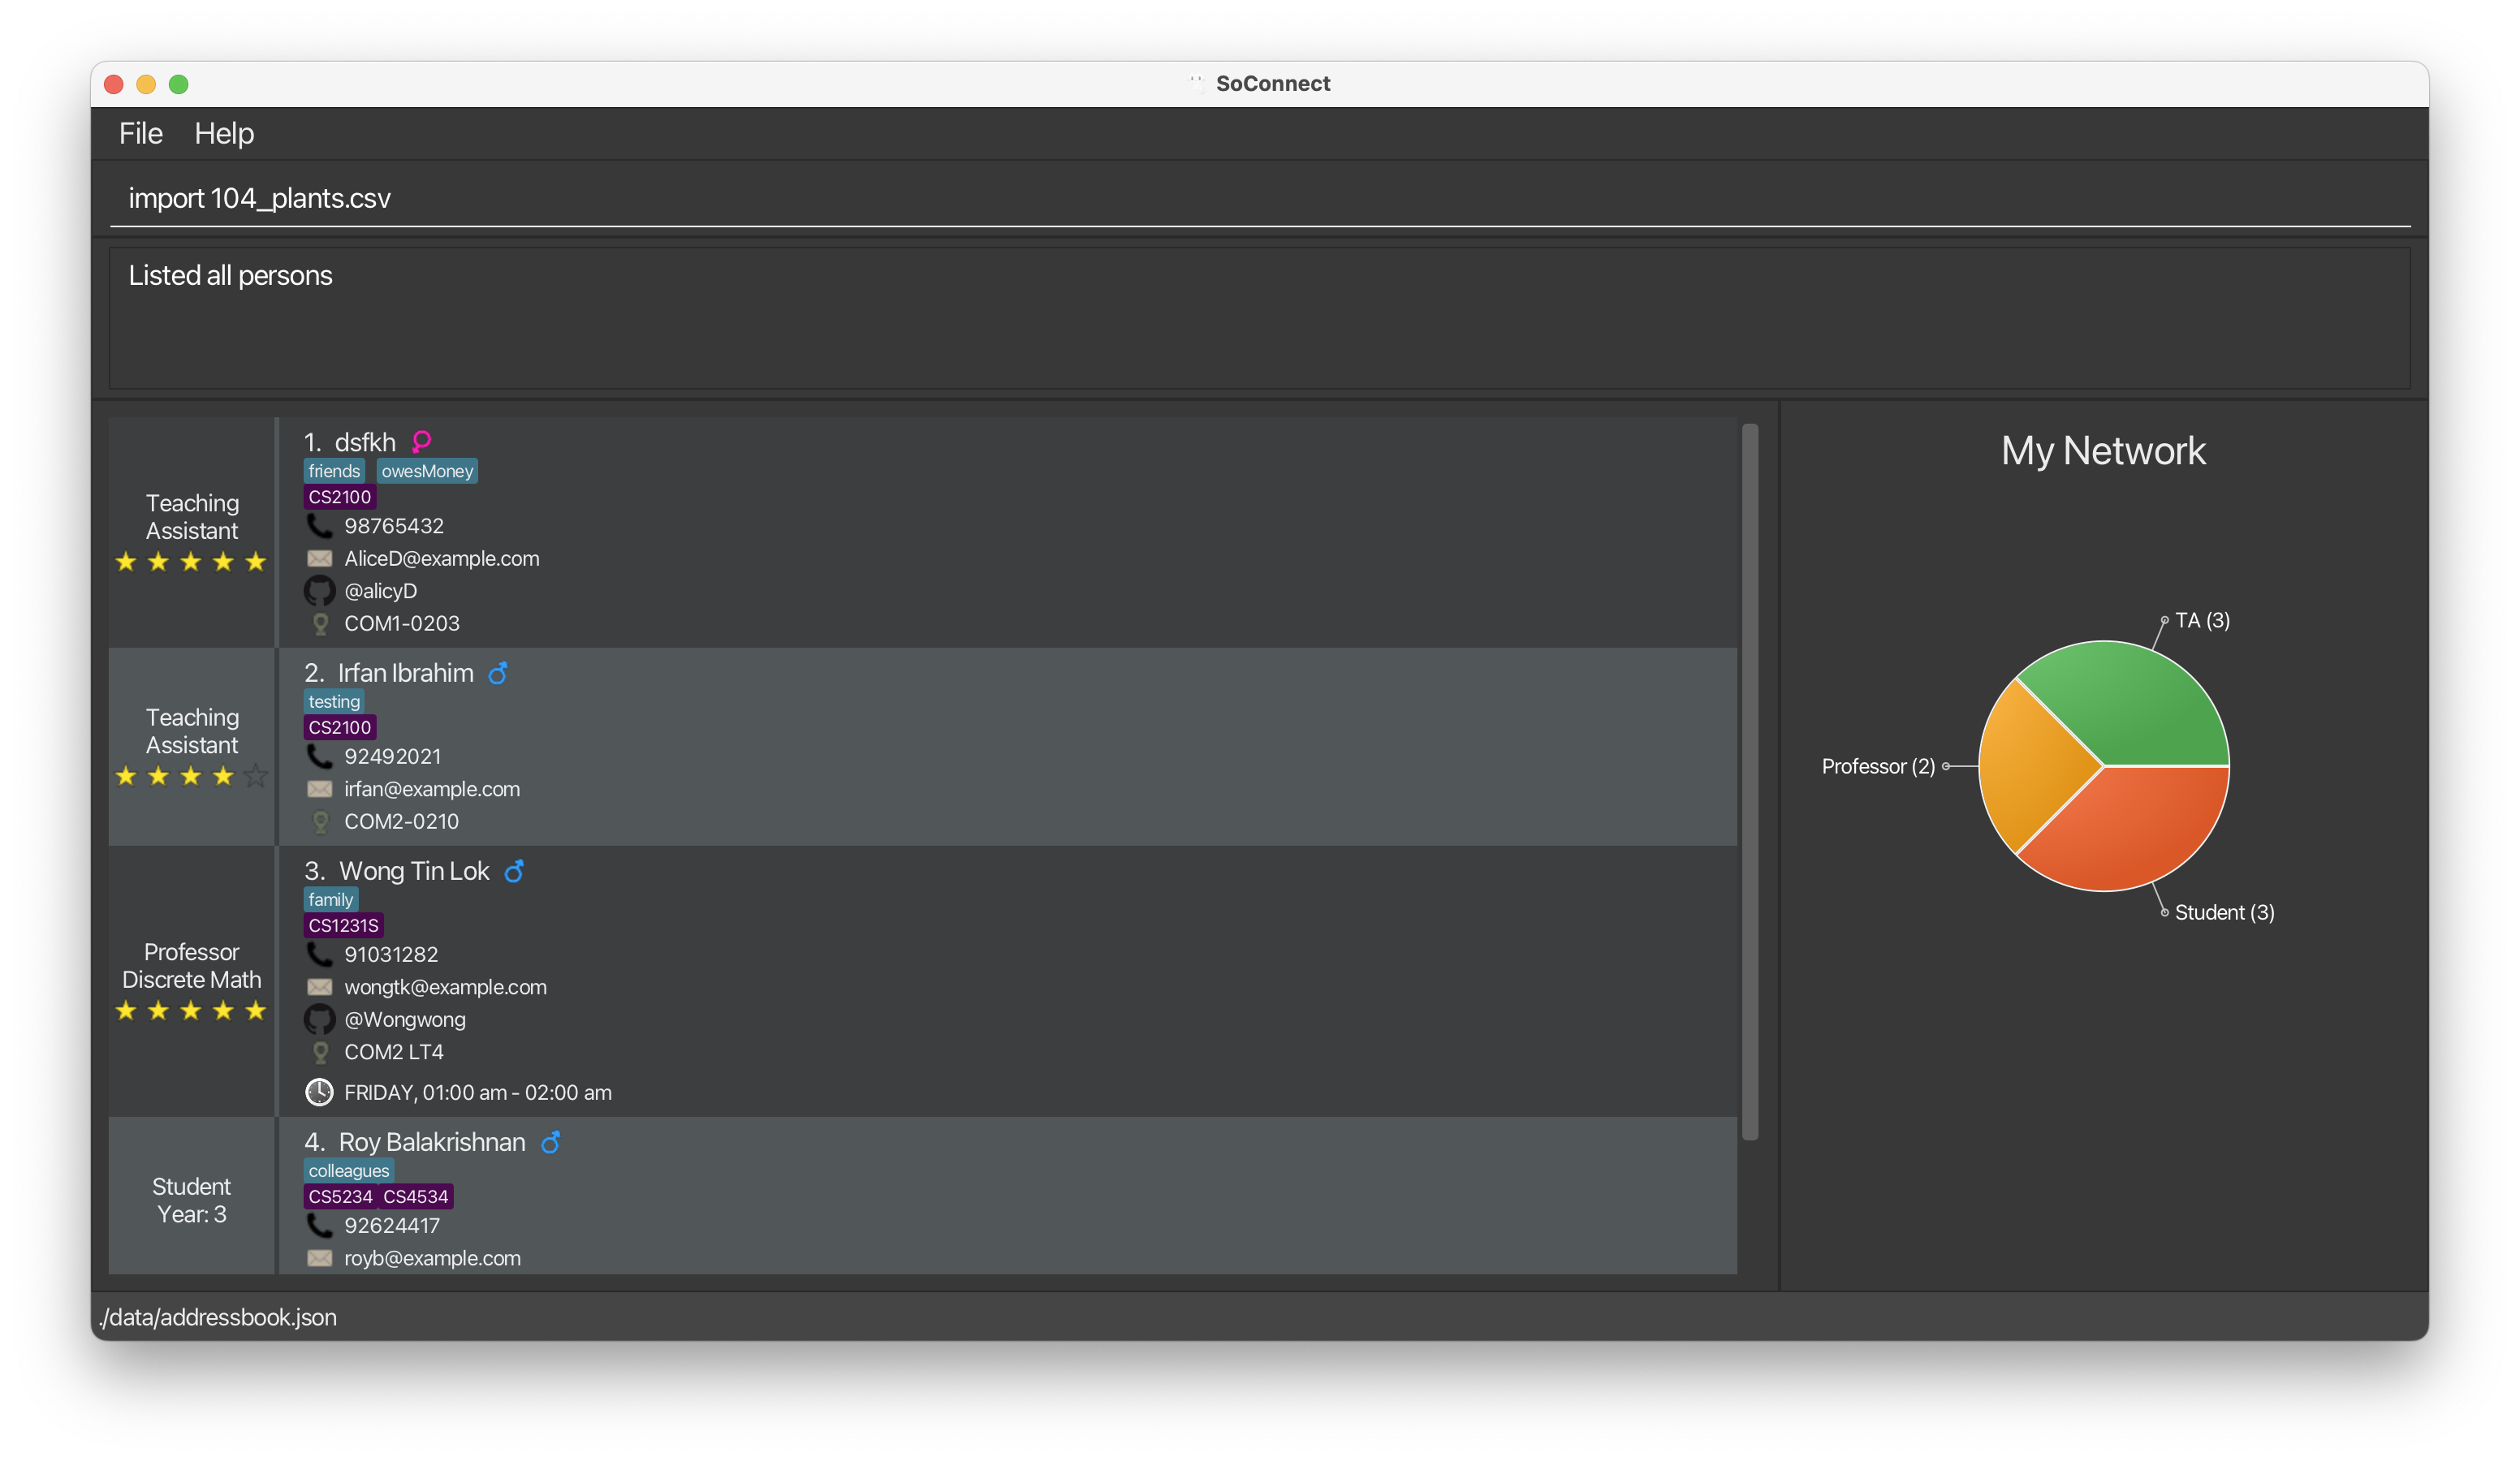 SoConnect
File Help
import 104_plants.csv
Listed all persons
Teaching
Assistant
1. dsfkh
friends owesMoney
CS2100
98765432
AliceD@example.com
@alicyD
COM1-0203
Teaching
Assistant
2. Irfan Ibrahim
testing
CS2100
92492021
irfan@example.com
COM2-0210
Professor
Discrete Math
3. Wong Tin Lok
family
CS1231S
91031282
wongtk@example.com
@Wongwong
COM2 LT4
FRIDAY, 01:00 am - 02:00 am
Student
Year: 3
4. Roy Balakrishnan
colleagues
CS5234 CS4534
92624417
royb@example.com
My Network
TA (3)
Professor (2)
Student (3)
./data/addressbook.json